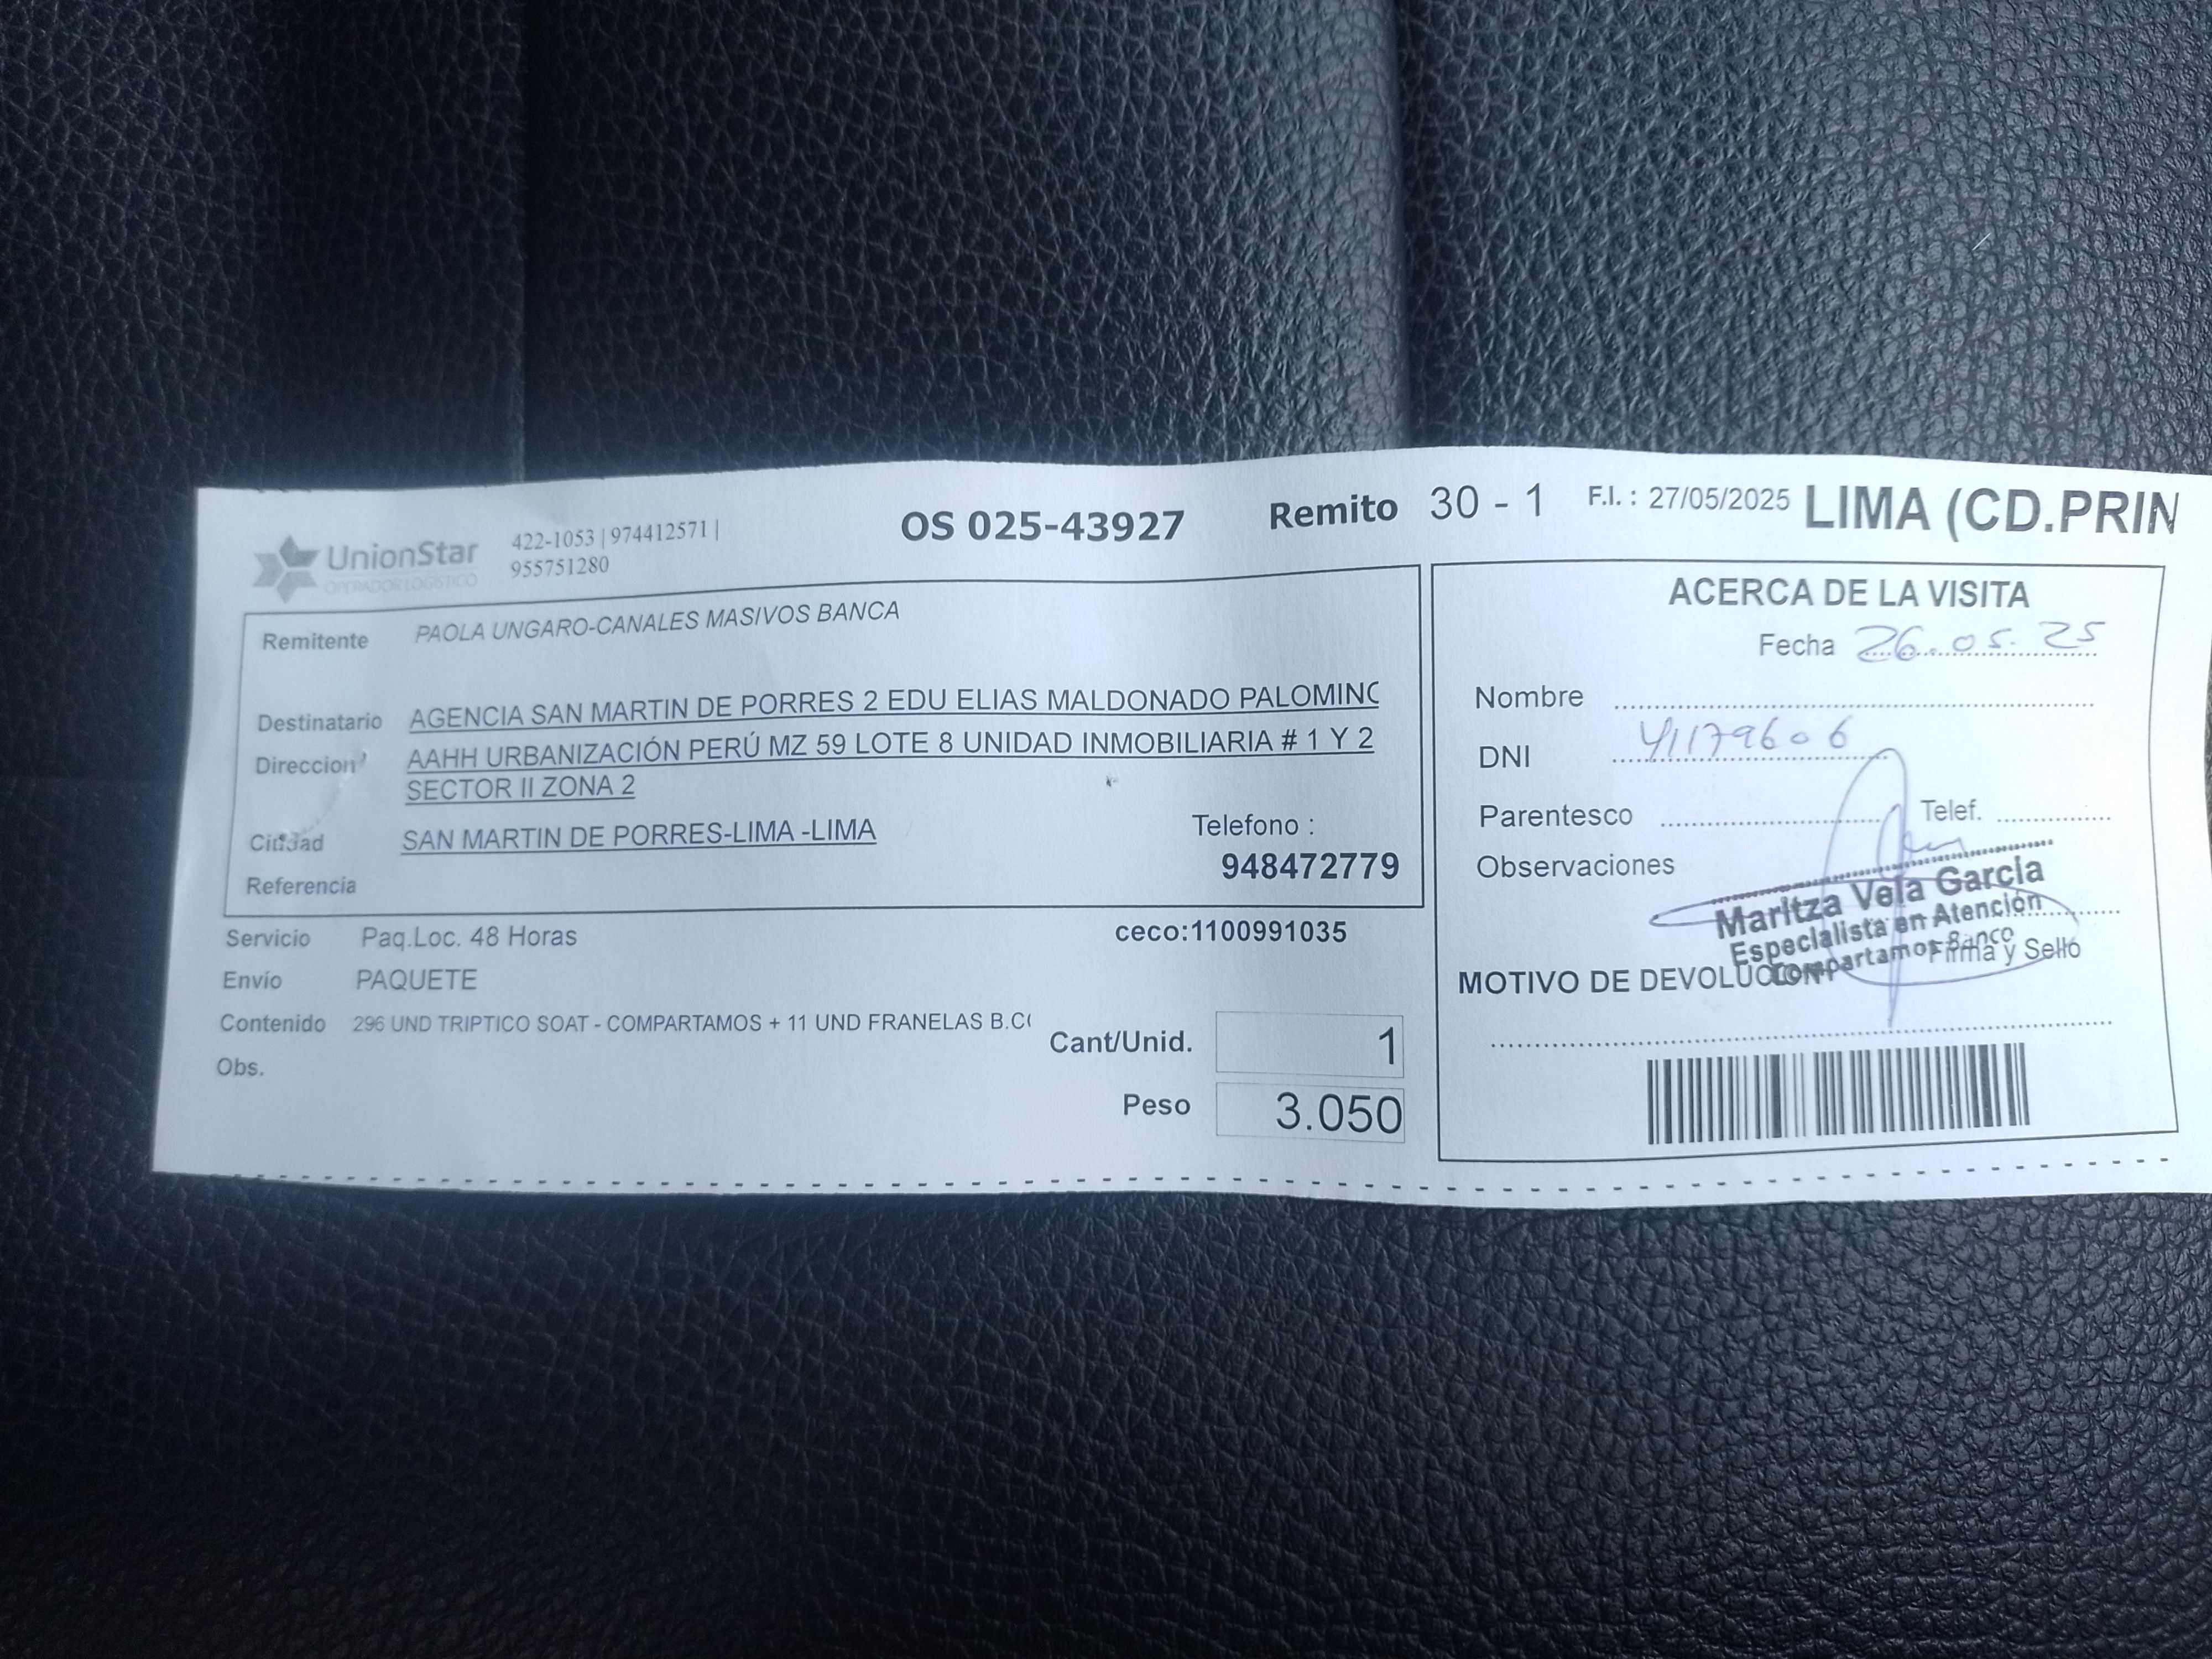 UnionStar
OPERADOR LOGISTICO
422-1053 | 974412571 |
955751280
OS 025-43927
Remito 30 - 1
F.I. : 27/05/2025
LIMA (CD.PRIN
Remitente PAOLA UNGARO-CANALES MASIVOS BANCA
Destinatario AGENCIA SAN MARTIN DE PORRES 2 EDU ELIAS MALDONADO PALOMINO
Direccion AAHH URBANIZACIÓN PERÚ MZ 59 LOTE 8 UNIDAD INMOBILIARIA # 1 Y 2
SECTOR II ZONA 2
Ciudad SAN MARTIN DE PORRES-LIMA -LIMA
Telefono :
948472779
Referencia
Servicio Paq.Loc. 48 Horas
ceco:1100991035
Envío PAQUETE
Contenido 296 UND TRIPTICO SOAT - COMPARTAMOS + 11 UND FRANELAS B.C
Obs.
Cant/Unid. 1
Peso 3.050
ACERCA DE LA VISITA
Fecha 26.05.25
Nombre
DNI 41179606
Parentesco Telef.
Observaciones
Maritza Vela Garcia
Especialista en Atención
Compartamos Banco
Firma y Sello
MOTIVO DE DEVOLUCION